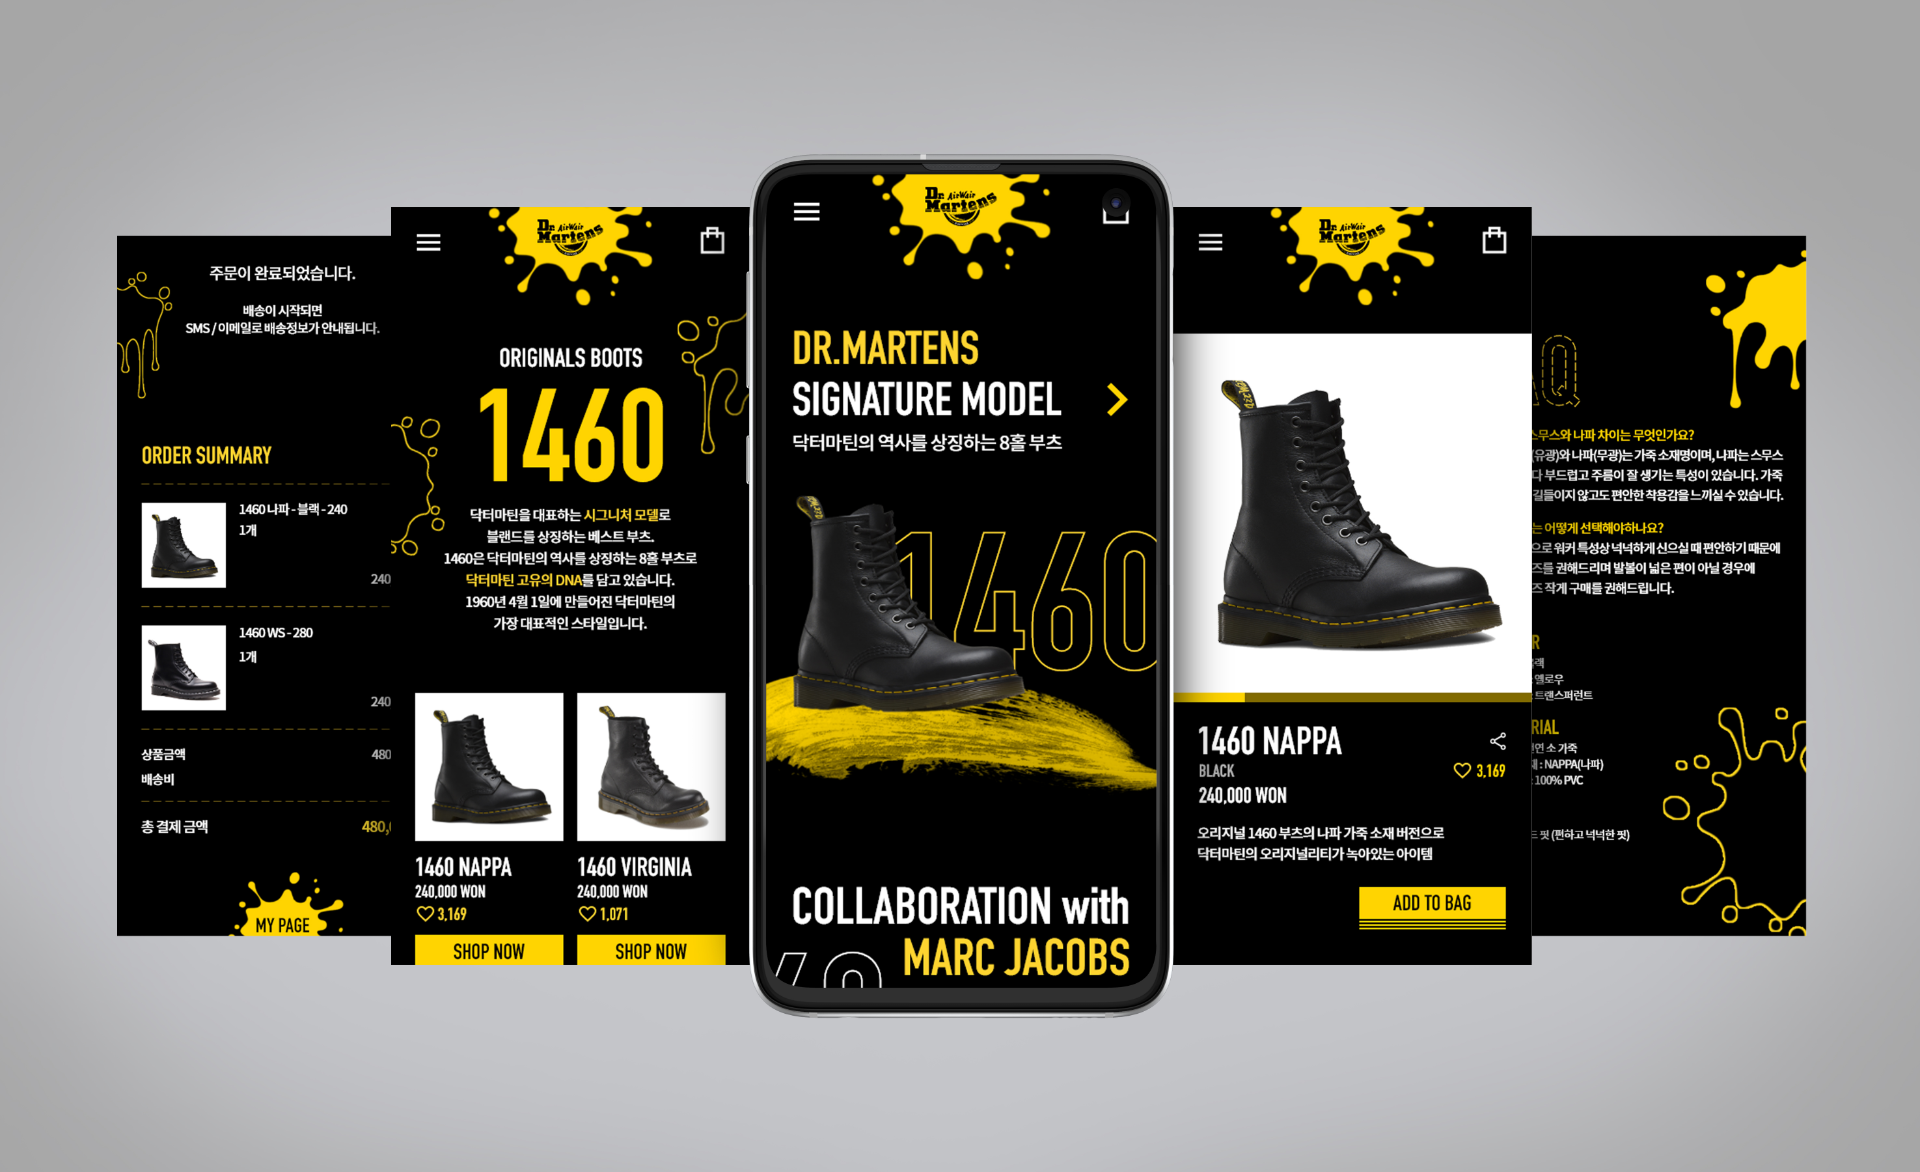 주문이 완료되었습니다.
배송이 시작되면
SMS / 이메일로 배송정보가 안내됩니다.
ORDER SUMMARY
1460 나파 - 블랙 - 240
1개
240
1460 WS - 280
1개
240
상품금액
480
배송비
총 결제 금액
480,
MY PAGE
Dr. AirWair
Martens
ORIGINALS BOOTS
1460
닥터마틴을 대표하는 시그니처 모델로
블랜드를 상징하는 베스트 부츠.
1460은 닥터마틴의 역사를 상징하는 8홀 부츠로
닥터마틴 고유의 DNA를 담고 있습니다.
1960년 4월 1일에 만들어진 닥터마틴의
가장 대표적인 스타일입니다.
1460 NAPPA
240,000 WON
3,169
SHOP NOW
1460 VIRGINIA
240,000 WON
1,071
SHOP NOW
Dr. AirWair
Martens
DR.MARTENS
SIGNATURE MODEL
닥터마틴의 역사를 상징하는 8홀 부츠
1460
COLLABORATION with
MARC JACOBS
Dr. AirWair
Martens
1460 NAPPA
BLACK
3,169
240,000 WON
오리지널 1460 부츠의 나파 가죽 소재 버전으로
닥터마틴의 오리지널리티가 녹아있는 아이템
ADD TO BAG
Q
스무스와 나파 차이는 무엇인가요?
(유광)와 나파(무광)는 가죽 소재명이며, 나파는 스무스
다 부드럽고 주름이 잘 생기는 특성이 있습니다. 가죽
길들이지 않고도 편안한 착용감을 느끼실 수 있습니다.
는 어떻게 선택해야하나요?
으로 워커 특성상 넉넉하게 신으실 때 편안하기 때문에
즈를 권해드리며 발볼이 넓은 편이 아닐 경우에
즈 작게 구매를 권해드립니다.
R
랙
옐로우
트랜스퍼런트
RIAL
연 소 가죽
: NAPPA(나파)
100% PVC
드 핏 (편하고 넉넉한 핏)